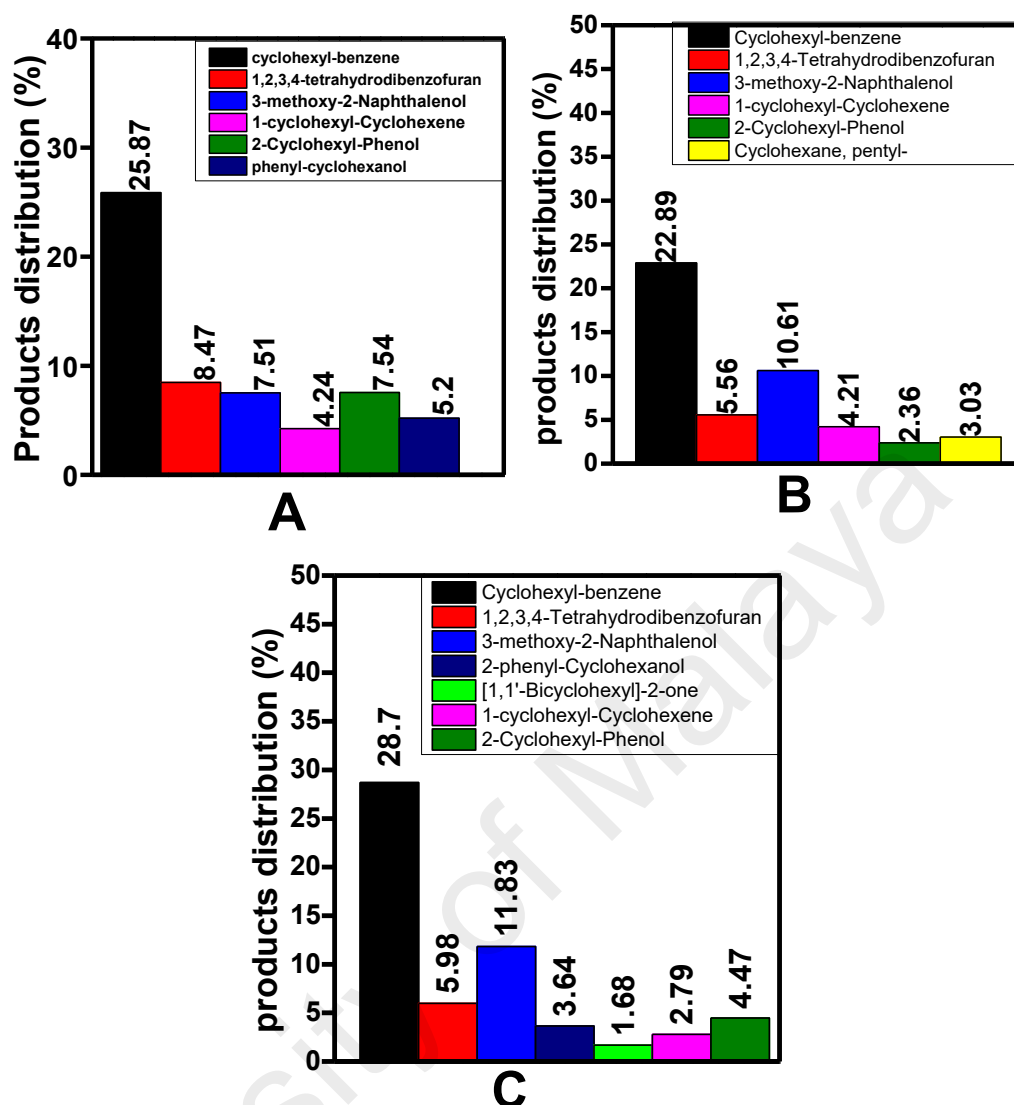 Products distribution (%)
40
30
20
10
0
cyclohexyl-benzene
1,2,3,4-tetrahydrodibenzofuran
3-methoxy-2-Naphthalenol
1-cyclohexyl-Cyclohexene
2-Cyclohexyl-Phenol
phenyl-cyclohexanol
25.87
8.47
7.51
4.24
7.54
5.2
A
products distribution (%)
50
45
40
35
30
25
20
15
10
5
0
Cyclohexyl-benzene
1,2,3,4-Tetrahydrodibenzofuran
3-methoxy-2-Naphthalenol
1-cyclohexyl-Cyclohexene
2-Cyclohexyl-Phenol
Cyclohexane, pentyl-
22.89
5.56
10.61
4.21
2.36
3.03
B
products distribution (%)
50
45
40
35
30
25
20
15
10
5
0
Cyclohexyl-benzene
1,2,3,4-Tetrahydrodibenzofuran
3-methoxy-2-Naphthalenol
2-phenyl-Cyclohexanol
[1,1'-Bicyclohexyl]-2-one
1-cyclohexyl-Cyclohexene
2-Cyclohexyl-Phenol
28.7
5.98
11.83
3.64
1.68
2.79
4.47
C
sity of Malaya